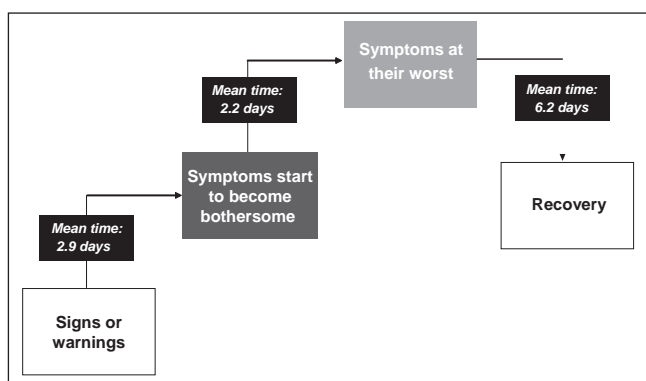 Symptoms at
their worst
Mean time:
2.2 days
Mean time:
6.2 days
Symptoms start
to become
bothersome
Recovery
Mean time:
2.9 days
Signs or
warnings